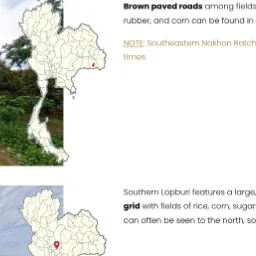 Brown paved roads among fields
rubber, and corn can be found in
NOTE: Southeastern Nakhon Ratch
times.
Southern Lopburi features a large,
grid with fields of rice, corn, sugar
can often be seen to the north, so